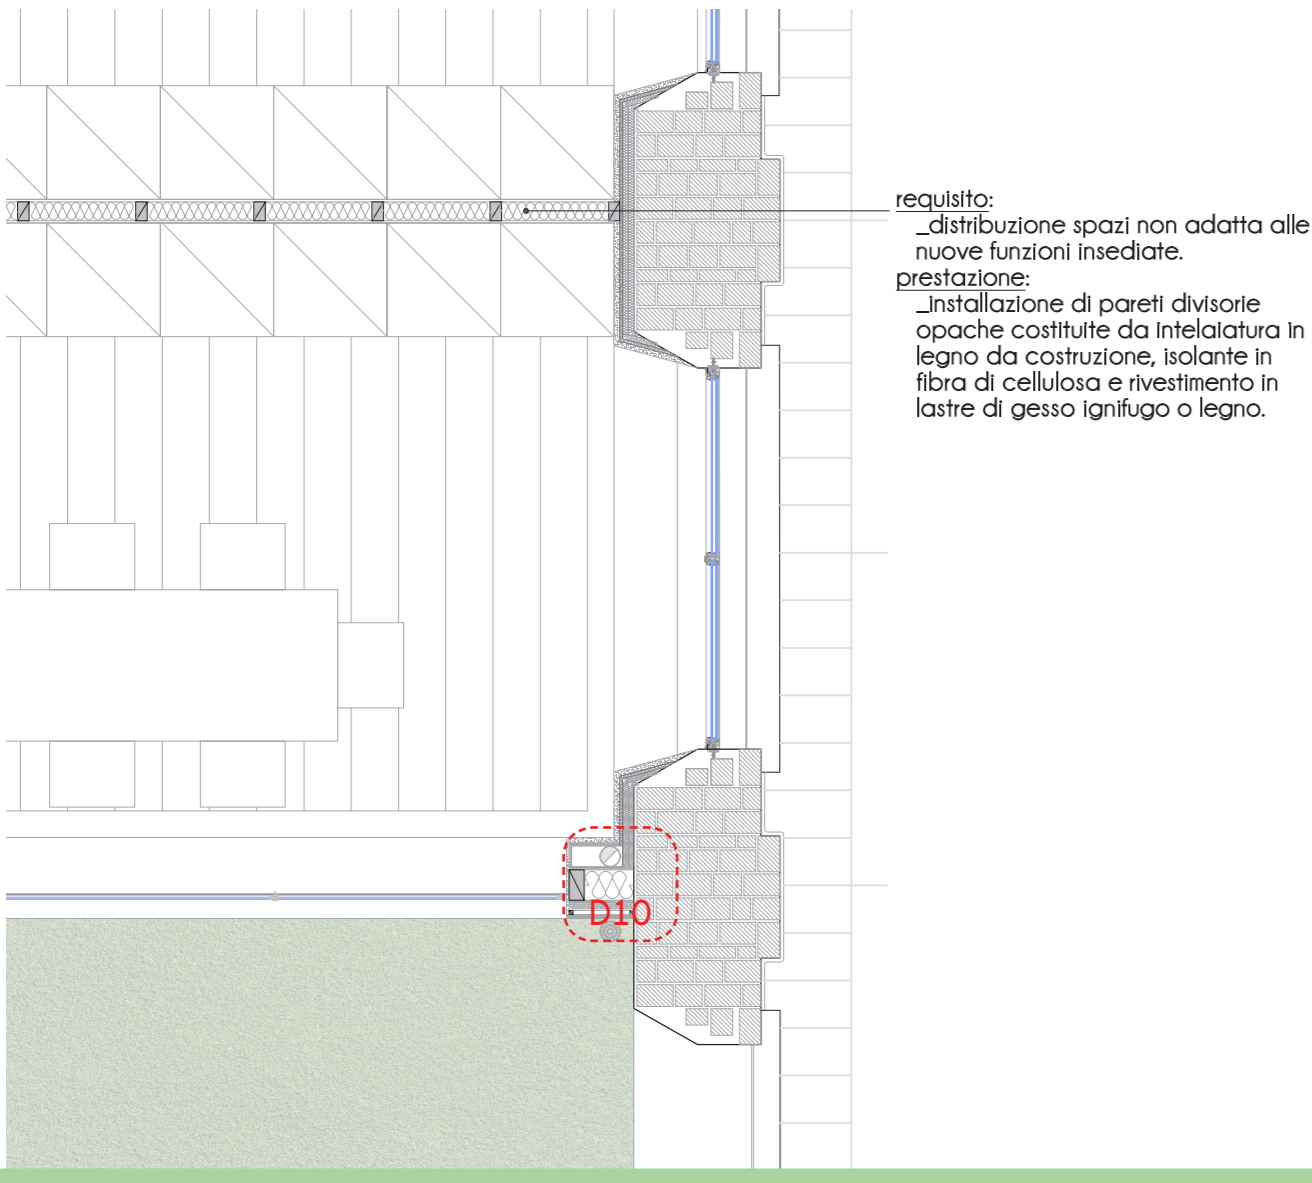 requisito:
_distribuzione spazi non adatta alle
nuove funzioni insediate.
prestazione:
_installazione di pareti divisorie
opache costituite da intelaiatura in
legno da costruzione, isolante in
fibra di cellulosa e rivestimento in
lastre di gesso ignifugo o legno.
D10